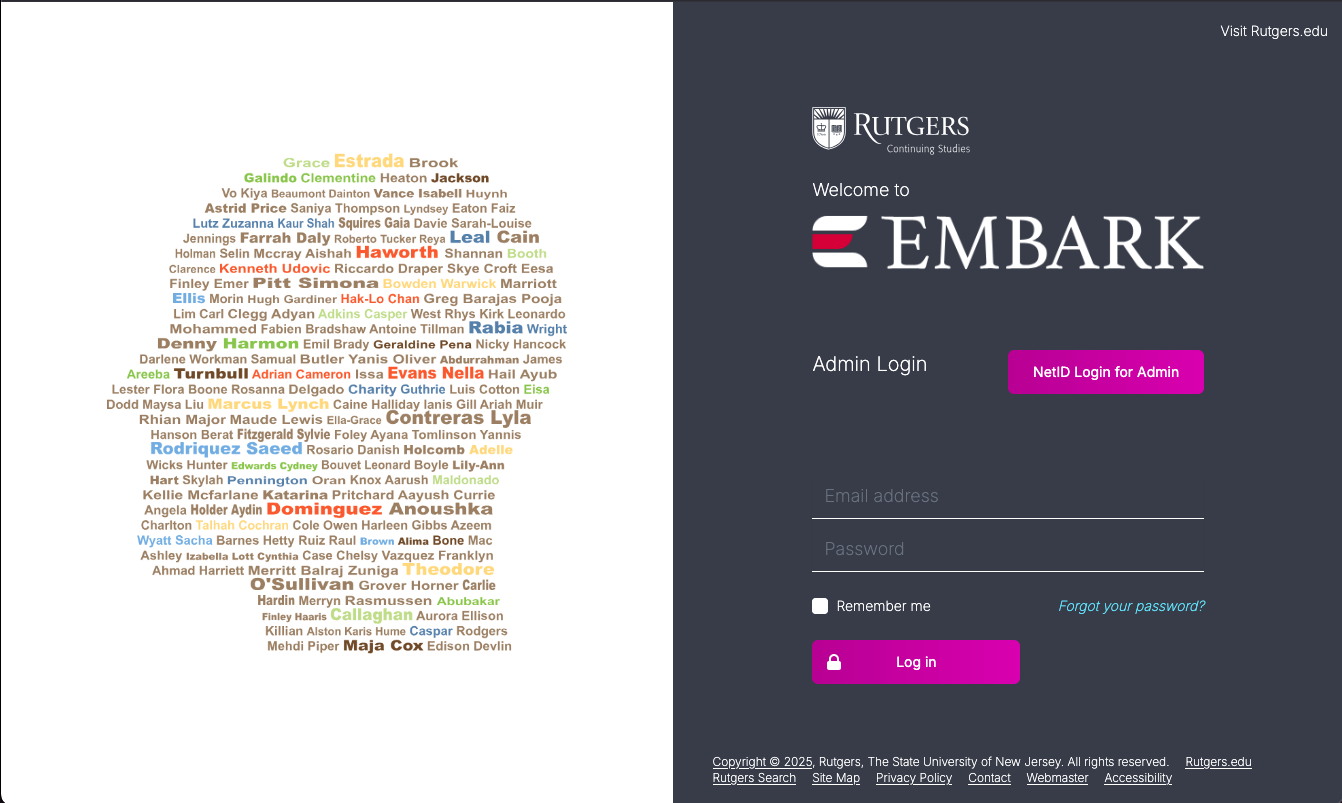 Grace Estrada Brook
Galindo Clementine Heaton Jackson
Vo Kiya Beaumont Dainton Vance Isabell Huynh
Astrid Price Saniya Thompson Lyndsey Eaton Faiz
Lutz Zuzanna Kaur Shah Squires Gaia Davie Sarah-Louise
Jennings Farrah Daly Roberto Tucker Reya Leal Cain
Holman Selin Mccray Aishah Haworth Shannan Booth
Clarence Kenneth Udovic Riccardo Draper Skye Croft Eesa
Finley Emer Pitt Simona Bowden Warwick Marriott
Ellis Morin Hugh Gardiner Hak-Lo Chan Greg Barajas Pooja
Lim Carl Clegg Adyan Adkins Casper West Rhys Kirk Leonardo
Mohammed Fabien Bradshaw Antoine Tillman Rabia Wright
Denny Harmon Emil Brady Geraldine Pena Nicky Hancock
Darlene Workman Samual Butler Yanis Oliver Abdurrahman James
Areeba Turnbull Adrian Cameron Issa Evans Nella Hail Ayub
Lester Flora Boone Rosanna Delgado Charity Guthrie Luis Cotton Eisa
Dodd Maysa Liu Marcus Lynch Caine Halliday Ianis Gill Ariah Muir
Rhian Major Maude Lewis Ella-Grace Contreras Lyla
Hanson Berat Fitzgerald Sylvie Foley Ayana Tomlinson Yannis
Rodriquez Saeed Rosario Danish Holcomb Adelle
Wicks Hunter Edwards Cydney Bouvet Leonard Boyle Lily-Ann
Hart Skylah Pennington Oran Knox Aarush Maldonado
Kellie Mcfarlane Katarina Pritchard Aayush Currie
Angela Holder Aydin Dominguez Anoushka
Charlton Talhah Cochran Cole Owen Harleen Gibbs Azeem
Wyatt Sacha Barnes Hetty Ruiz Raul Brown Alima Bone Mac
Ashley Izabella Lott Cynthia Case Chelsy Vazquez Franklyn
Ahmad Harriett Merritt Balraj Zuniga Theodore
O'Sullivan Grover Horner Carlie
Hardin Merryn Rasmussen Abubakar
Finley Haaris Callaghan Aurora Ellison
Killian Alston Karis Hume Caspar Rodgers
Mehdi Piper Maja Cox Edison Devlin
Visit Rutgers.edu
RUTGERS
Continuing Studies
Welcome to
EMBARK
Admin Login
NetID Login for Admin
Email address
Password
Remember me
Forgot your password?
Log in
Copyright © 2025, Rutgers, The State University of New Jersey. All rights reserved. Rutgers.edu
Rutgers Search Site Map Privacy Policy Contact Webmaster Accessibility